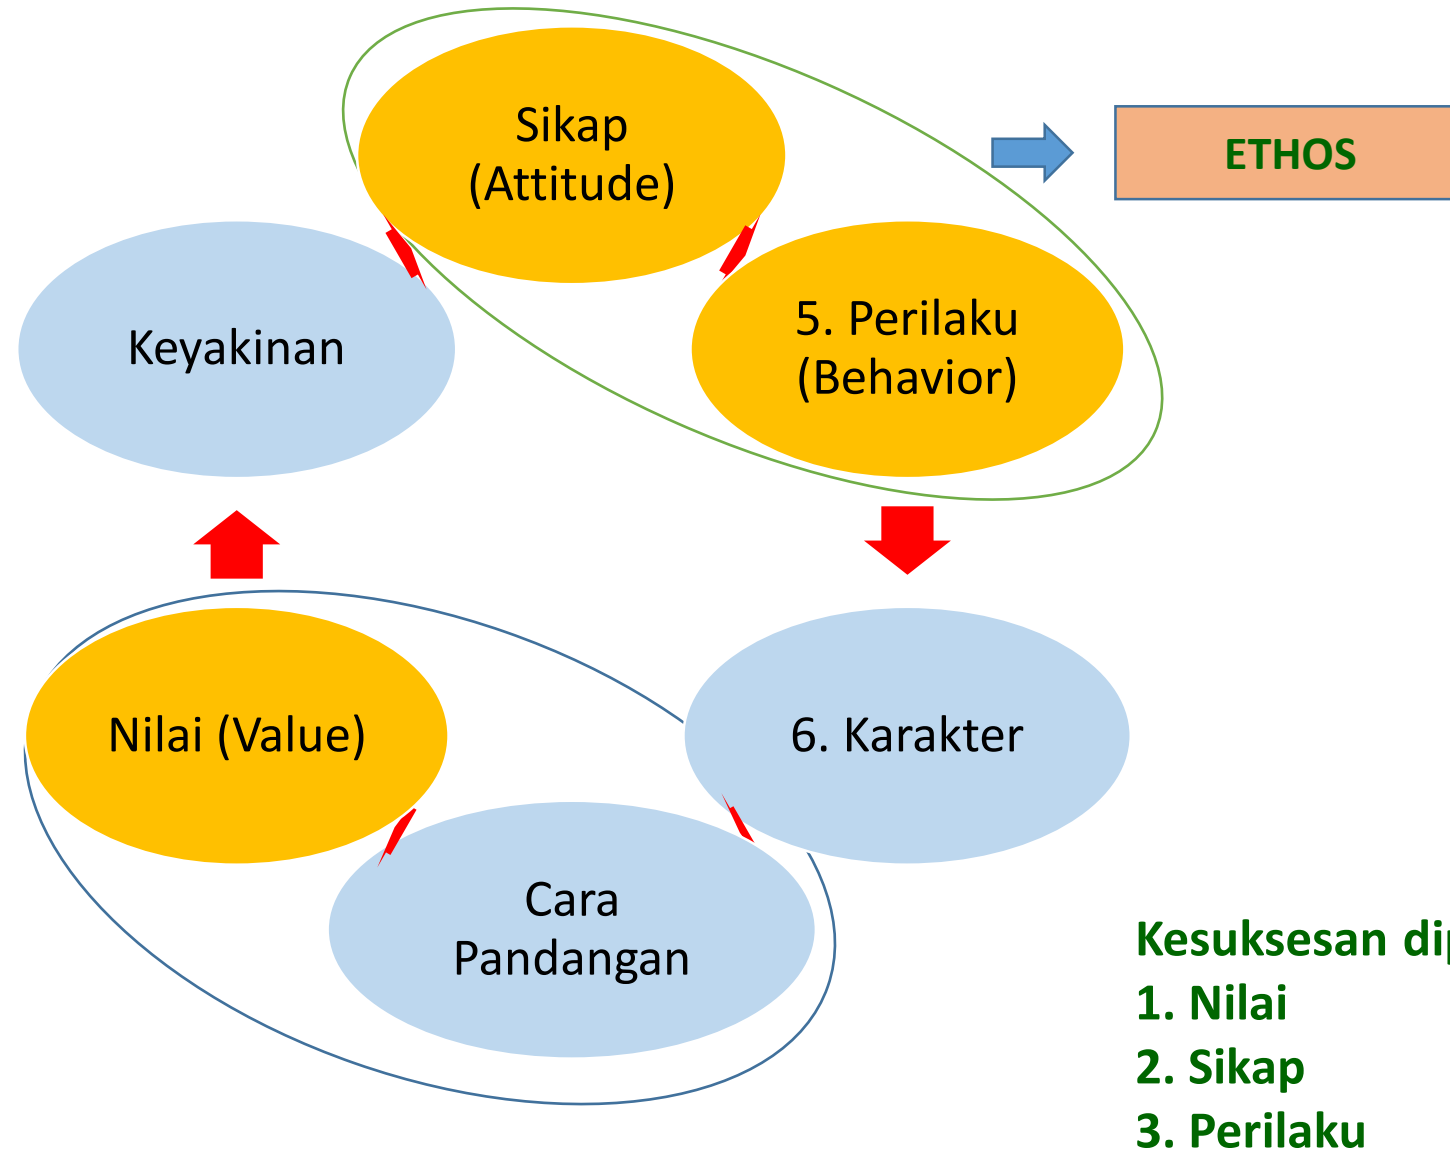 Sikap
(Attitude)
ETHOS
Keyakinan
5. Perilaku
(Behavior)
Nilai (Value)
6. Karakter
Cara
Pandangan
Kesuksesan
1. Nilai
2. Sikap
3. Perilaku